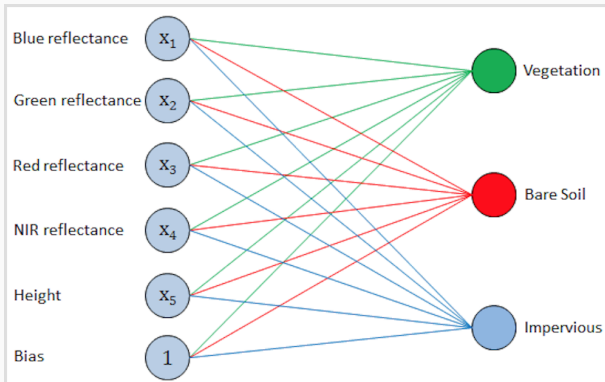 Blue reflectance x₁
Green reflectance x₂
Red reflectance x₃
NIR reflectance x₄
Height x₅
Bias 1
Vegetation
Bare Soil
Impervious